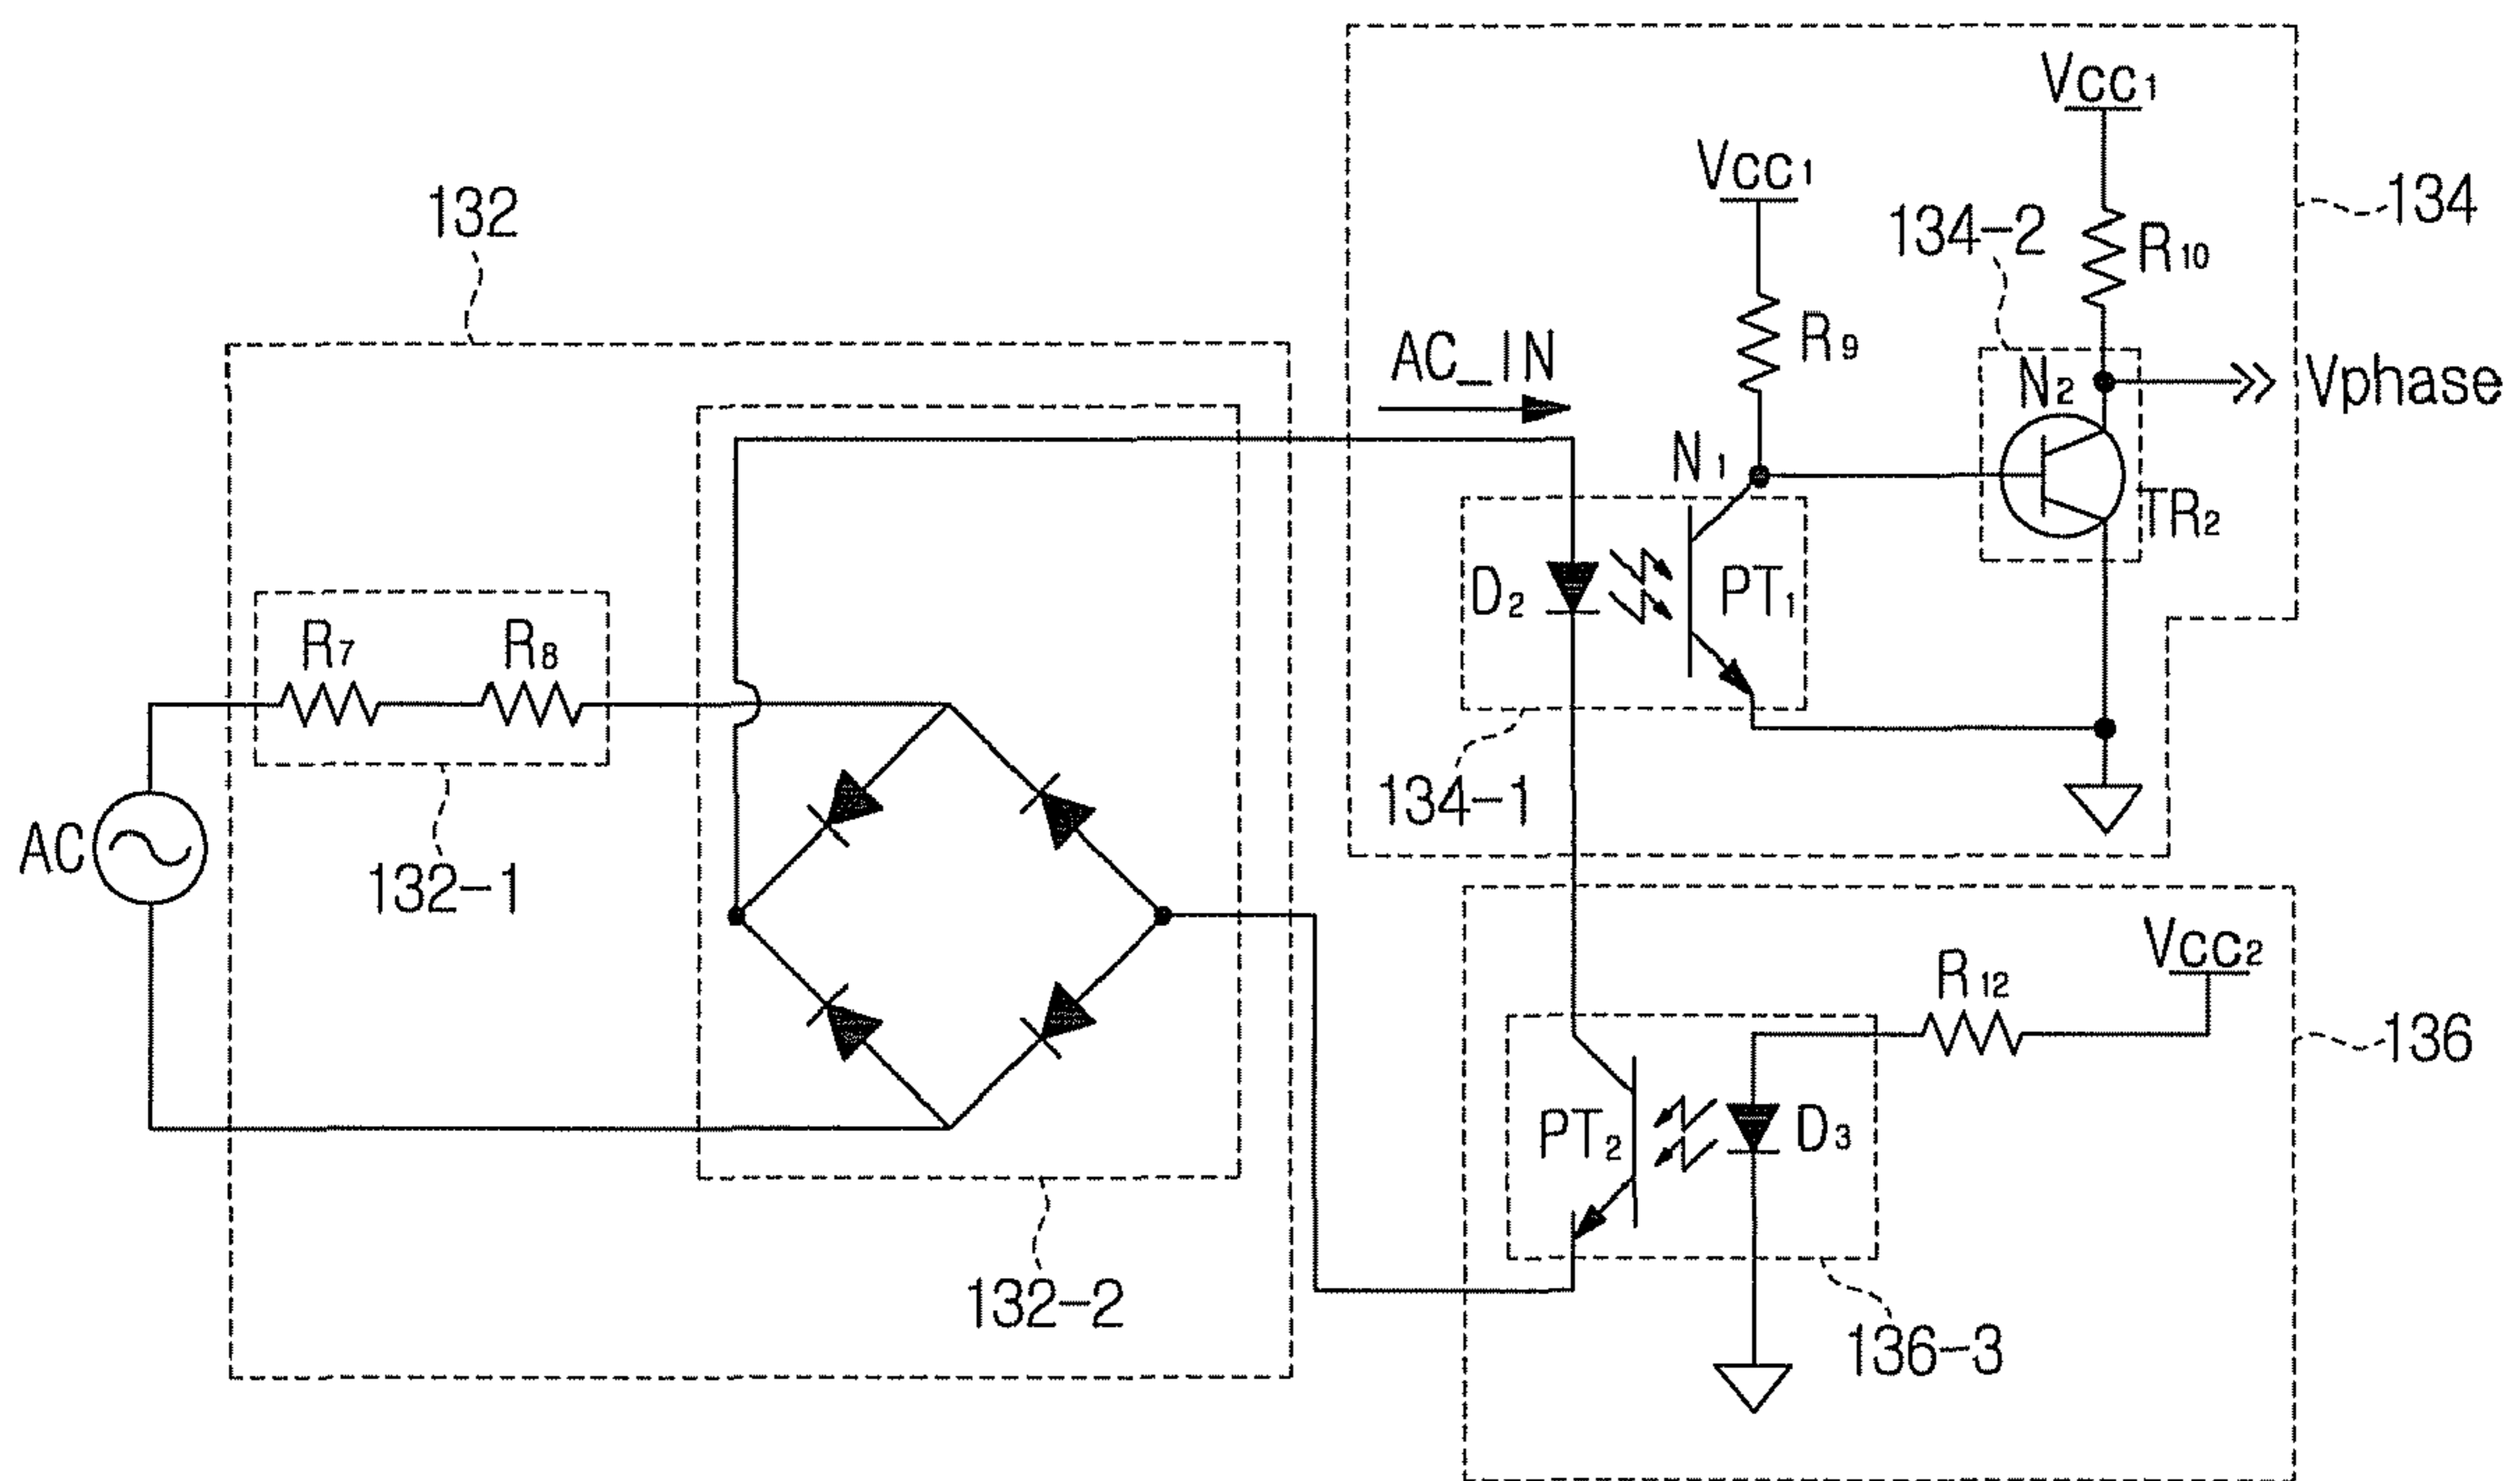 Vcc1
Vcc1
134
132
134-2
R10
AC_IN
R9
N2
Vphase
N1
TR2
D2
PT1
R7
R8
134-1
AC
132-1
Vcc2
R12
136
PT2
D3
132-2
136-3